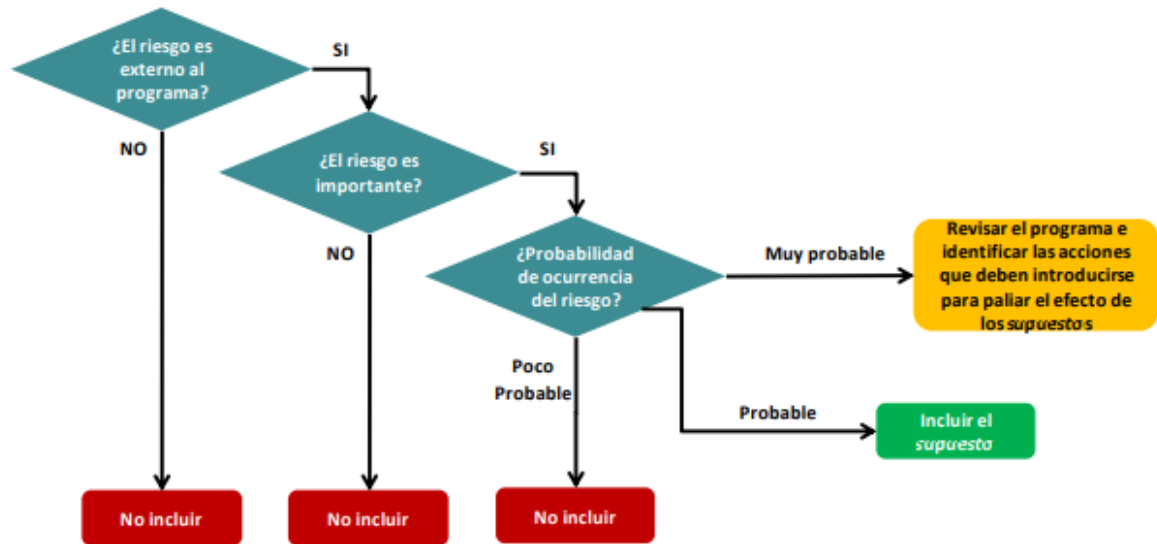 ¿El riesgo es
externo al
programa?
SI
NO
¿El riesgo es
importante?
SI
NO
¿Probabilidad
de ocurrencia
del riesgo?
Muy probable
Revisar el programa e
identificar las acciones
que deben introducirse
para paliar el efecto de
los supuestos
Poco
Probable
Probable
Incluir el
supuesto
No incluir
No incluir
No incluir